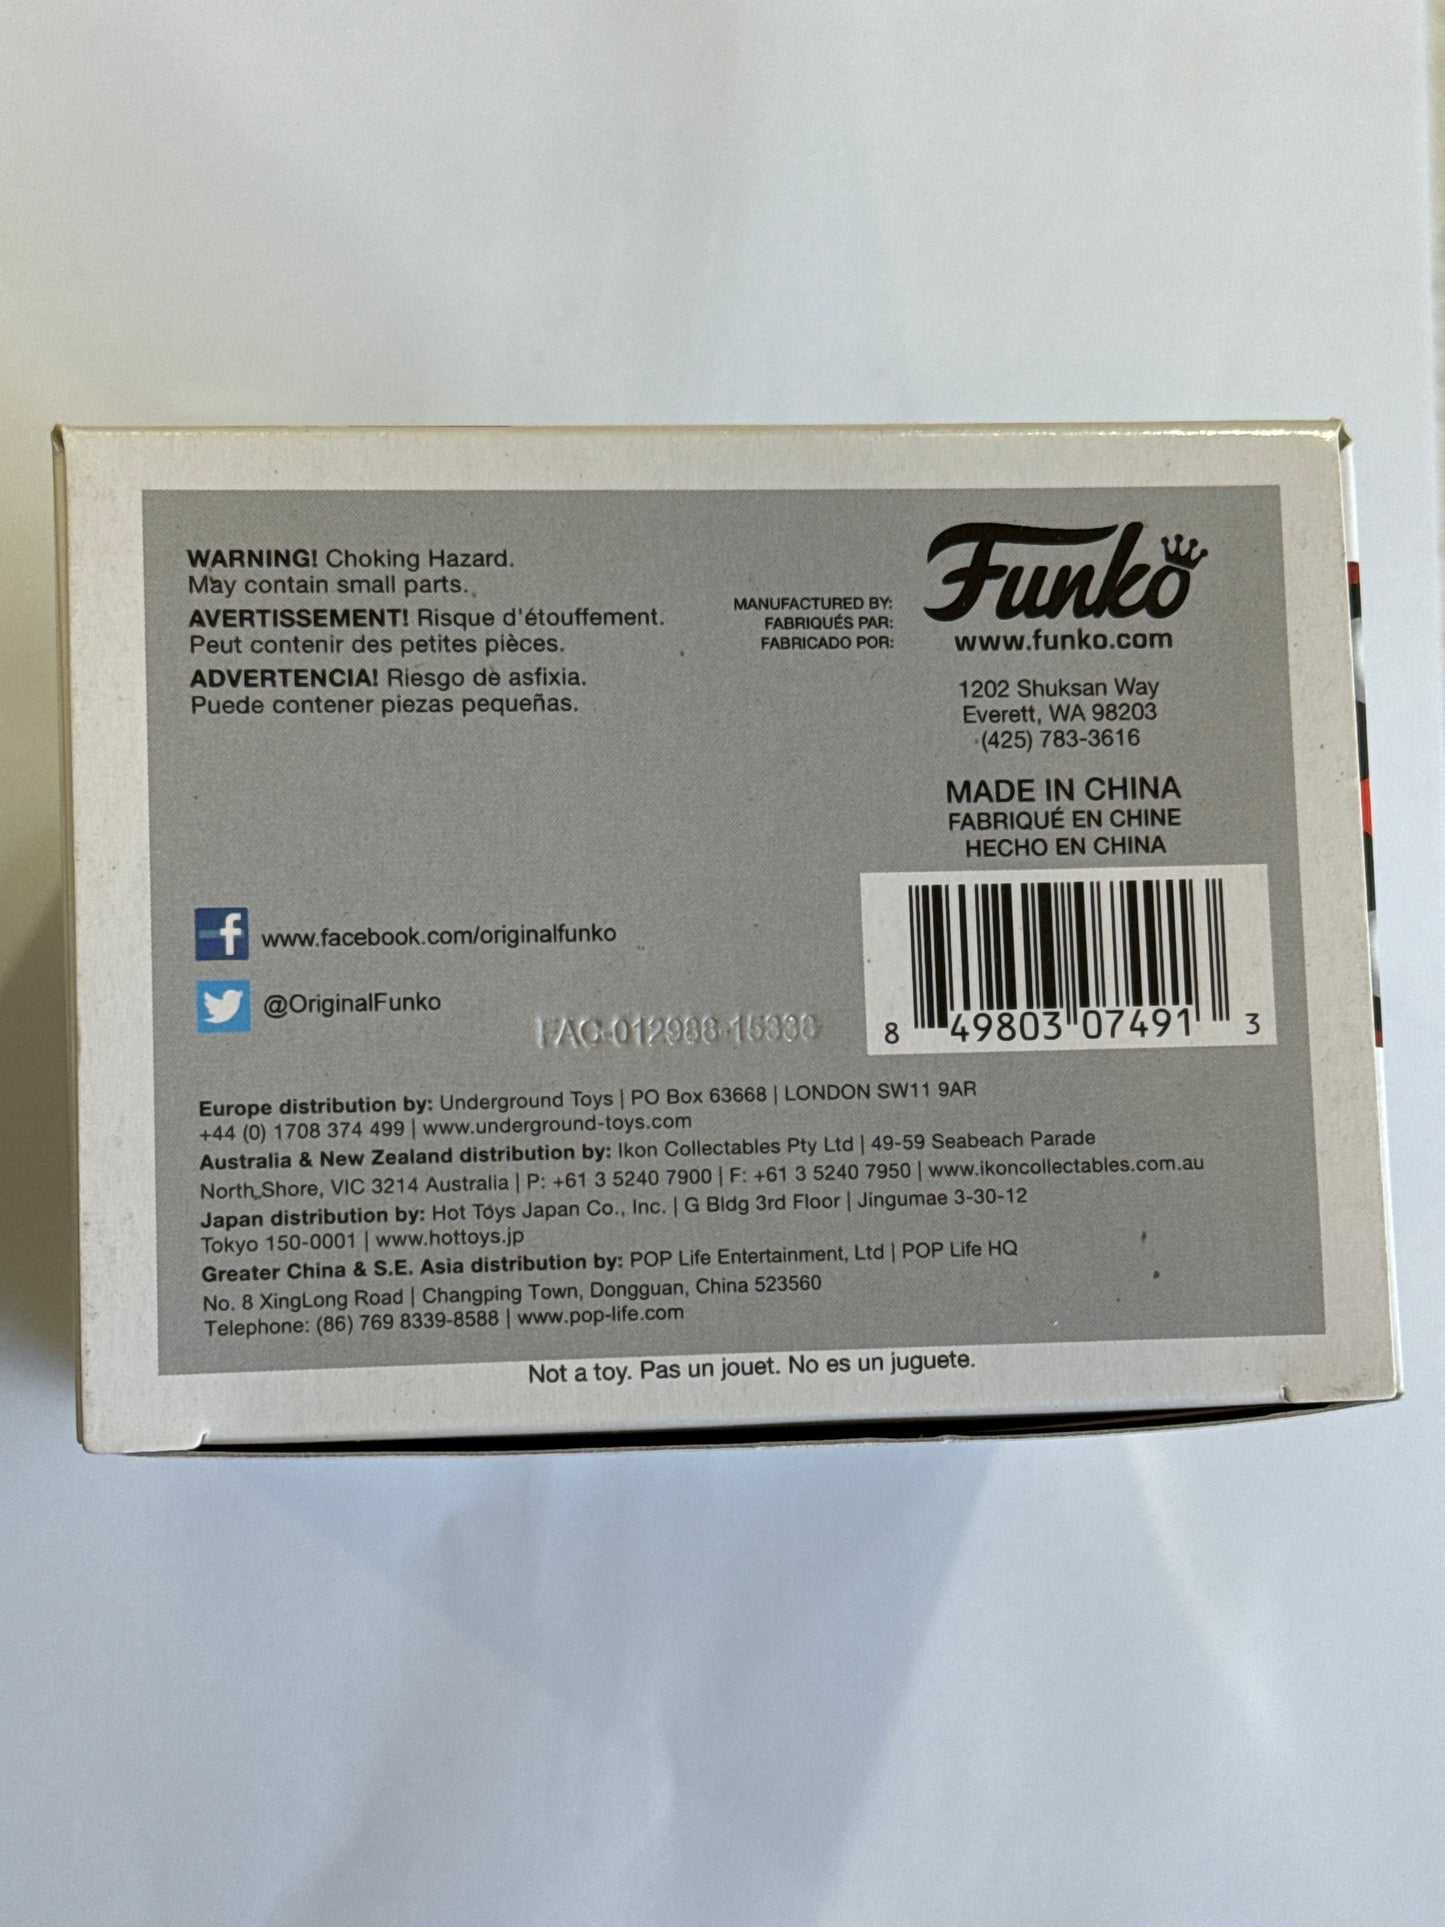 WARNING! Choking Hazard.
May contain small parts.
AVERTISSEMENT! Risque d'étouffement.
Peut contenir des petites pièces.
ADVERTENCIA! Riesgo de asfixia.
Puede contener piezas pequeñas.
MANUFACTURED BY:
FABRIQUÉS PAR:
FABRICADO POR:
Funko
www.funko.com
1202 Shuksan Way
Everett, WA 98203
(425) 783-3616
MADE IN CHINA
FABRIQUÉ EN CHINE
HECHO EN CHINA
f www.facebook.com/originalfunko
@OriginalFunko
FAC-012988-15338
8 49803 07491 3
Europe distribution by: Underground Toys | PO Box 63668 | LONDON SW11 9AR
+44 (0) 1708 374 499 | www.underground-toys.com
Australia & New Zealand distribution by: Ikon Collectables Pty Ltd | 49-59 Seabeach Parade
North Shore, VIC 3214 Australia | P: +61 3 5240 7900 | F: +61 3 5240 7950 | www.ikoncollectables.com.au
Japan distribution by: Hot Toys Japan Co., Inc. | G Bldg 3rd Floor | Jingumae 3-30-12
Tokyo 150-0001 | www.hottoys.jp
Greater China & S.E. Asia distribution by: POP Life Entertainment, Ltd | POP Life HQ
No. 8 XingLong Road | Changping Town, Dongguan, China 523560
Telephone: (86) 769 8339-8588 | www.pop-life.com
Not a toy. Pas un jouet. No es un juguete.